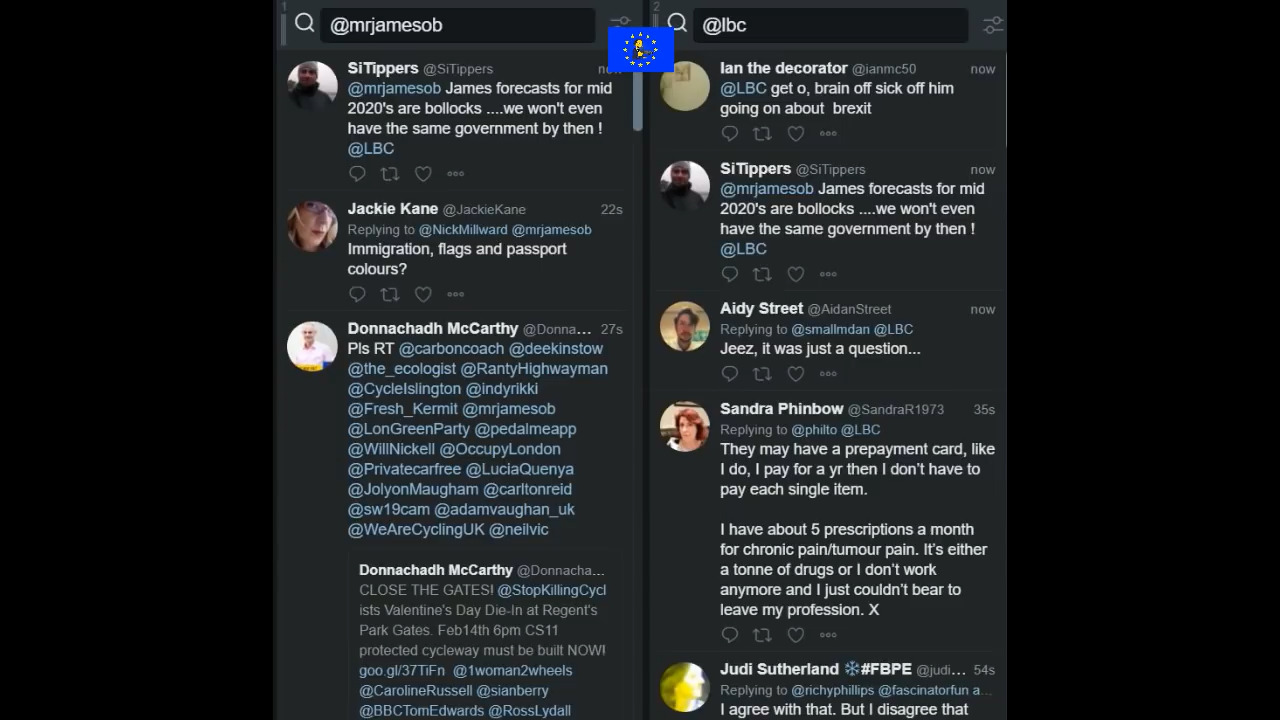 1
@mrjamesob
SiTippers @SiTippers
@mrjamesob James forecasts for mid
2020's are bollocks ....we won't even
have the same government by then !
@LBC
Jackie Kane @JackieKane 22s
Replying to @NickMillward @mrjamesob
Immigration, flags and passport
colours?
Donnachadh McCarthy @Donna... 27s
Pls RT @carboncoach @deekinstow
@the_ecologist @RantyHighwayman
@CycleIslington @indyrikki
@Fresh_Kermit @mrjamesob
@LonGreenParty @pedalmeapp
@WillNickell @OccupyLondon
@Privatecarfree @LuciaQuenya
@JolyonMaugham @carltonreid
@sw19cam @adamvaughan_uk
@WeAreCyclingUK @neilvic
Donnachadh McCarthy @Donnacha...
CLOSE THE GATES! @StopKillingCycl
ists Valentine's Day Die-In at Regent's
Park Gates. Feb14th 6pm CS11
protected cycleway must be built NOW!
goo.gl/37TiFn @1woman2wheels
@CarolineRussell @sianberry
@BBCTomEdwards @RossLydall
2
@lbc
Ian the decorator @ianmc50 now
@LBC get o, brain off sick off him
going on about brexit
SiTippers @SiTippers now
@mrjamesob James forecasts for mid
2020's are bollocks ....we won't even
have the same government by then !
@LBC
Aidy Street @AidanStreet now
Replying to @smallmdan @LBC
Jeez, it was just a question...
Sandra Phinbow @SandraR1973 35s
Replying to @philto @LBC
They may have a prepayment card, like
I do, I pay for a yr then I don't have to
pay each single item.
I have about 5 prescriptions a month
for chronic pain/tumour pain. It's either
a tonne of drugs or I don't work
anymore and I just couldn't bear to
leave my profession. X
Judi Sutherland ❄#FBPE @judi... 54s
Replying to @richyphillips @fascinatorfun a...
I agree with that. But I disagree that